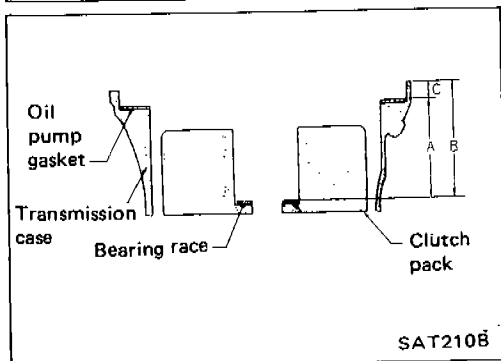 Oil
pump
gasket
Transmission
case
Bearing race
Clutch
pack
C
A
B
SAT210B